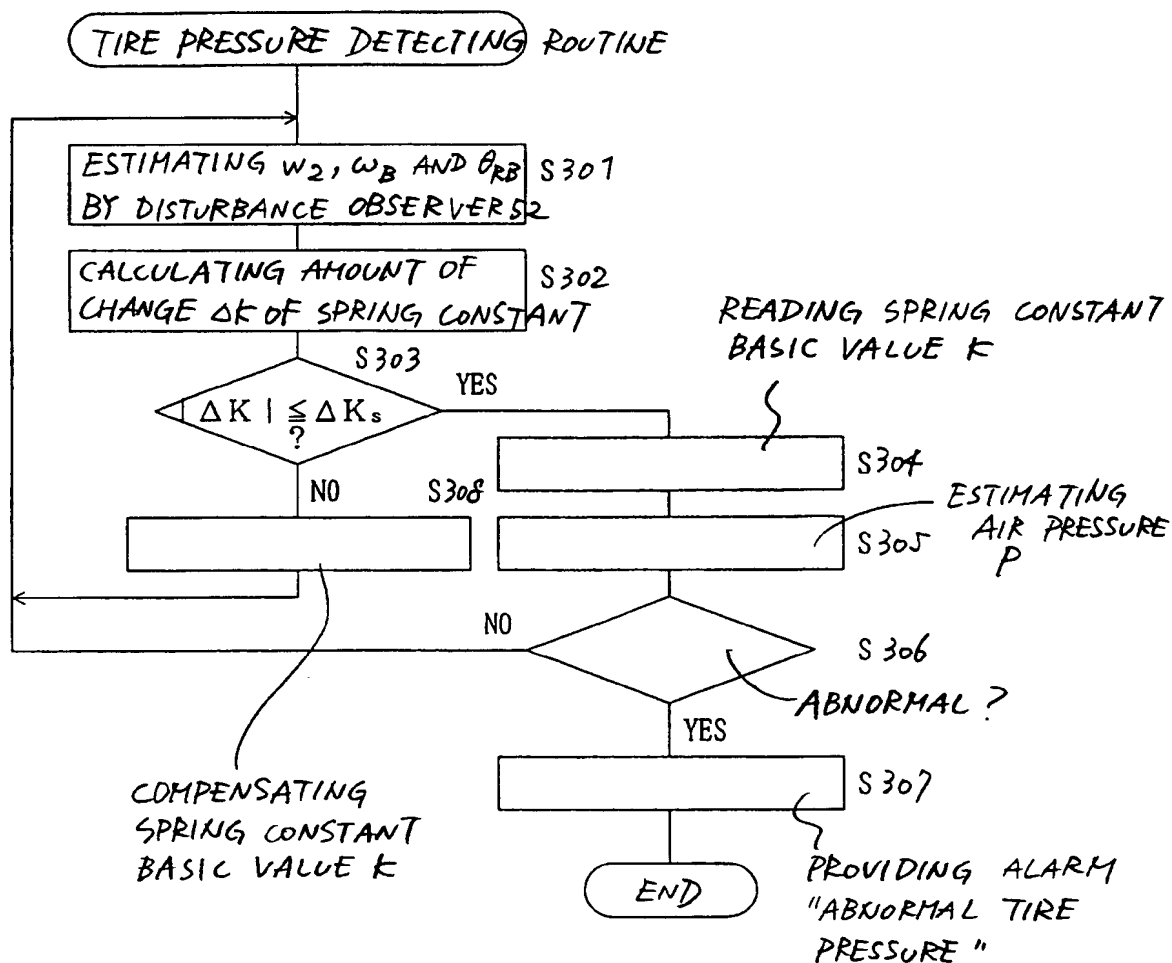 TIRE PRESSURE DETECTING ROUTINE
ESTIMATING w2, ωB AND θRB
BY DISTURBANCE OBSERVER 52
S301
CALCULATING AMOUNT OF
CHANGE ΔK OF SPRING CONSTANT
S302
S303
| ΔK | ≦ ΔKs
?
YES
NO
READING SPRING CONSTANT
BASIC VALUE K
S304
S308
ESTIMATING
AIR PRESSURE
P
S305
NO
S306
ABNORMAL?
YES
COMPENSATING
SPRING CONSTANT
BASIC VALUE K
S307
PROVIDING ALARM
"ABNORMAL TIRE
PRESSURE"
END